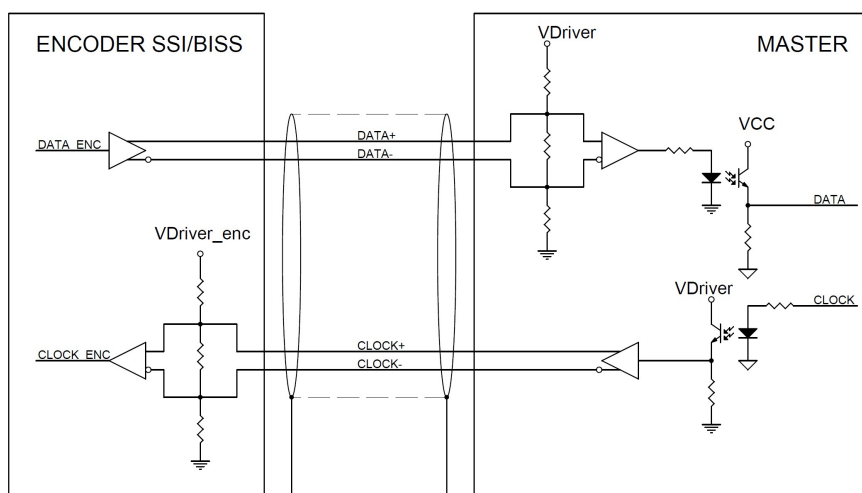 ENCODER SSI/BISS
MASTER
VDriver
VCC
DATA_ENC
DATA+
DATA-
DATA
VDriver_enc
VDriver
CLOCK
CLOCK_ENC
CLOCK+
CLOCK-